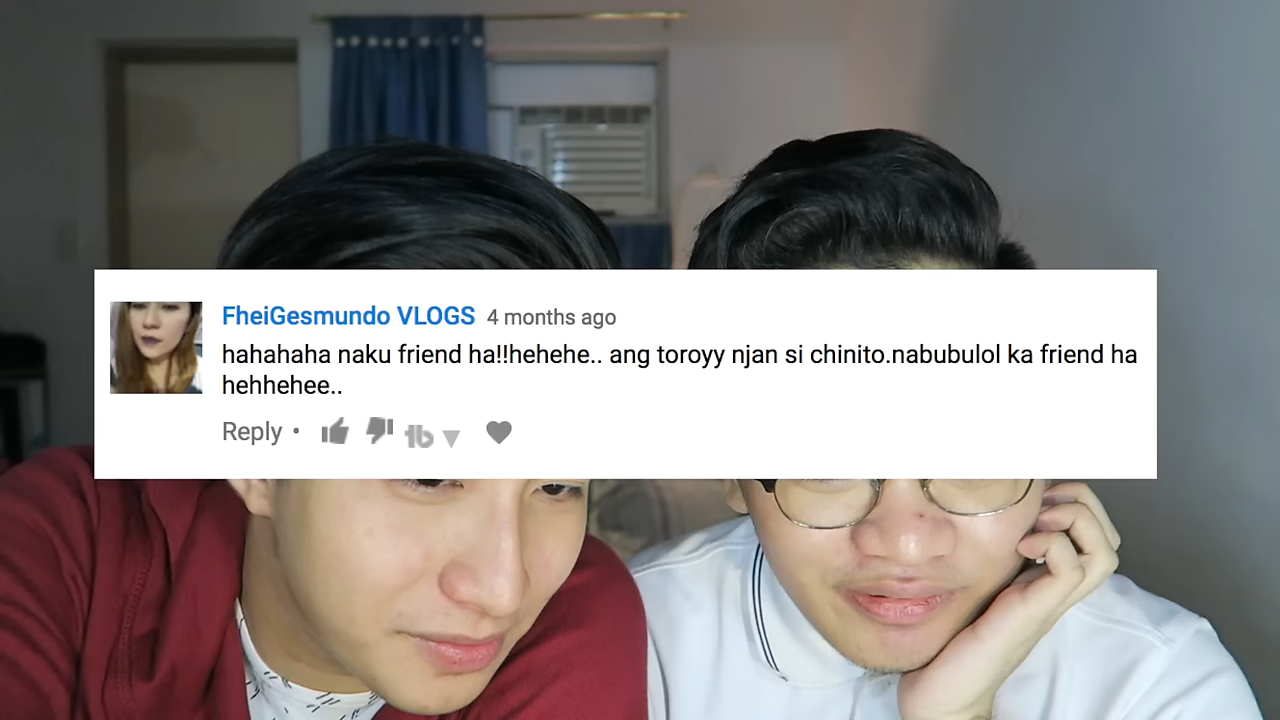 FheiGesmundo VLOGS 4 months ago
hahahaha naku friend ha!!hehehe.. ang toroyy njan si chinito.nabubulol ka friend ha
hehhehee..
Reply •